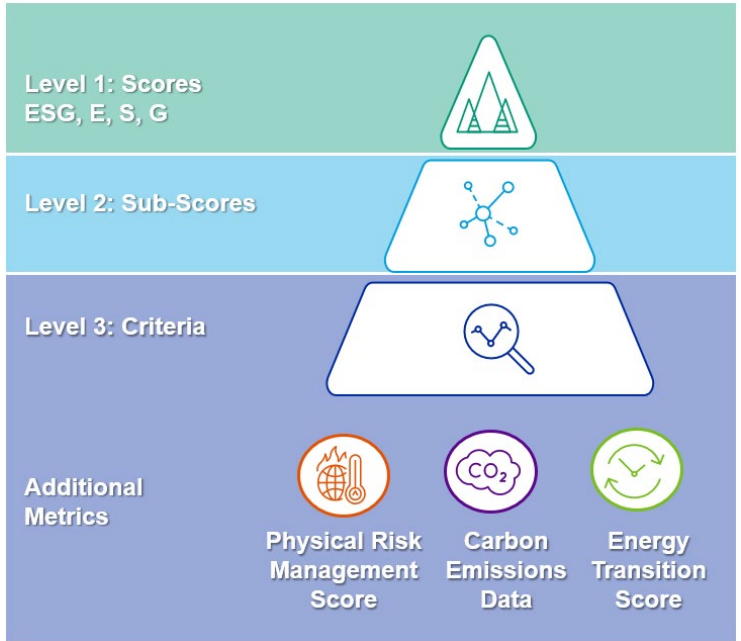 Level 1: Scores
ESG, E, S, G
Level 2: Sub-Scores
Level 3: Criteria
CO₂
Additional
Metrics
Physical Risk
Management
Score
Carbon
Emissions
Data
Energy
Transition
Score